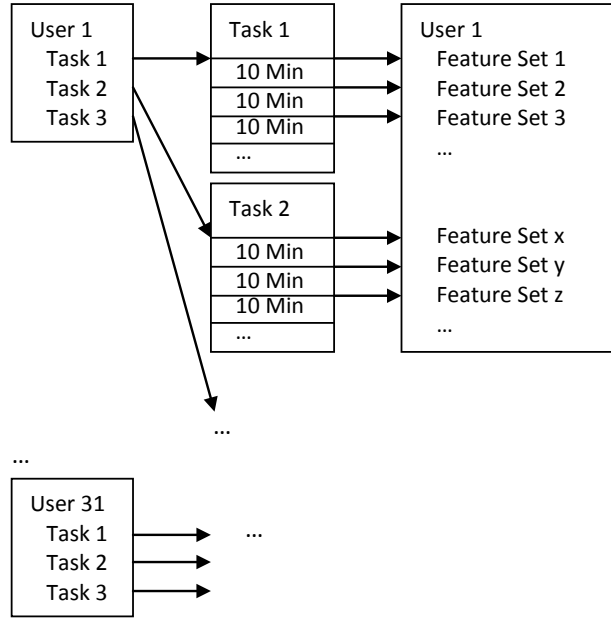 User 1
Task 1
Task 2
Task 3
Task 1
10 Min
10 Min
10 Min
...
Task 2
10 Min
10 Min
10 Min
...
User 1
Feature Set 1
Feature Set 2
Feature Set 3
...
Feature Set x
Feature Set y
Feature Set z
...
...
...
User 31
Task 1
Task 2
Task 3
...